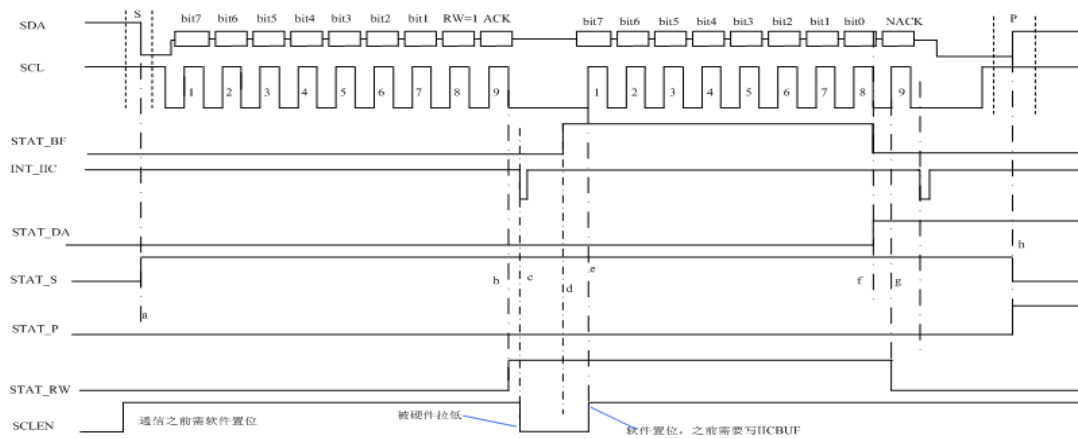 S
P
SDA
bit7 bit6 bit5 bit4 bit3 bit2 bit1 RW=1 ACK
bit7 bit6 bit5 bit4 bit3 bit2 bit1 bit0 NACK
SCL
1 2 3 4 5 6 7 8 9
1 2 3 4 5 6 7 8 9
STAT_BF
INT_IIC
STAT_DA
STAT_S
a
b
c
d
e
f
g
h
STAT_P
STAT_RW
SCLEN
通信之前需软件置位
被硬件拉低
软件置位，之前需要写IICBUF